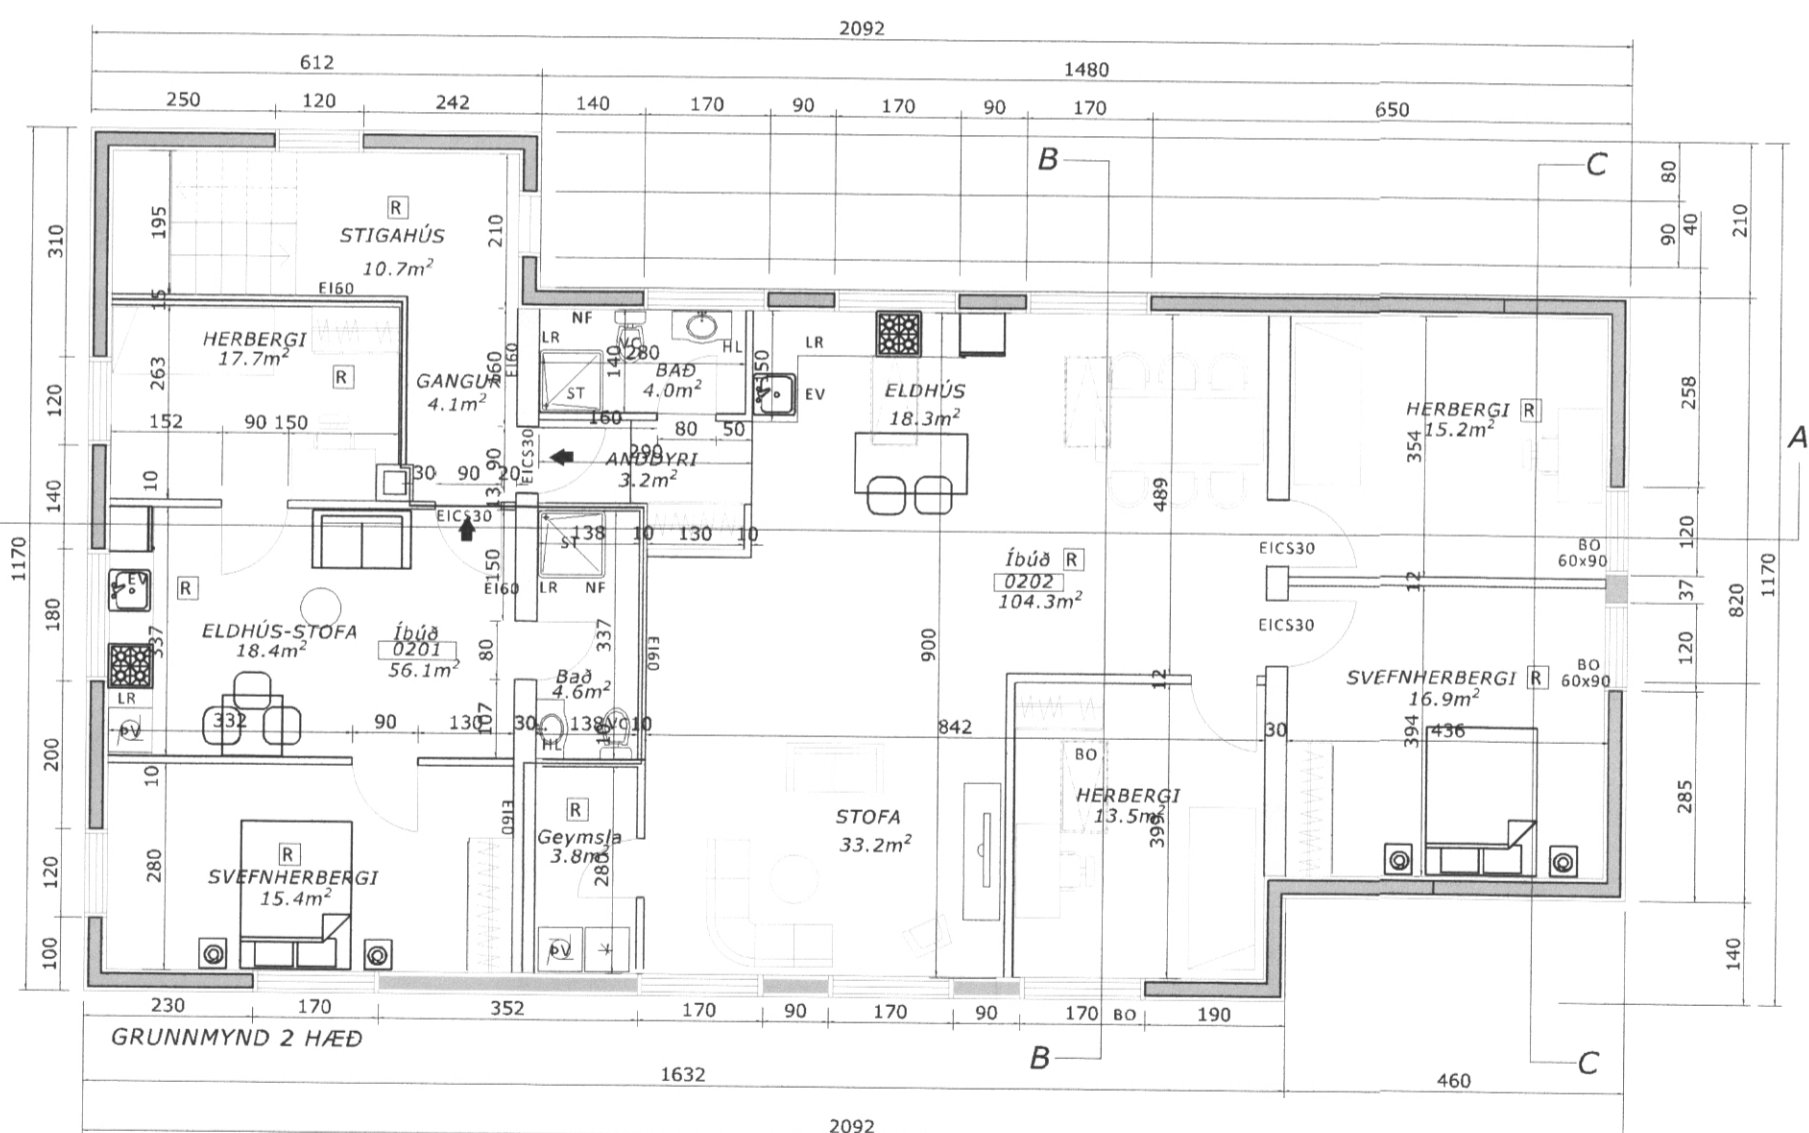 2092
612 1480
250 120 242 140 170 90 170 90 170 650
B C
80
90 40 210
310 195 R 210
STIGAHÚS
10.7m²
EI60
15
HERBERGI
17.7m²
R
263
GANGUR
4.1m²
160
EI60
NF
LR VC HL
140 280
BAÐ
4.0m²
ST
160
150
LR
EV
ELDHÚS
18.3m²
HERBERGI R
15.2m²
354
258
A
120
152 90 150
80 50
290
ANDDYRI
3.2m²
EICS30
90
30 90 20
13
10
140
EICS30
138 10 130 10
ST
489
Íbúð R
0202
104.3m²
EICS30
BO
60x90
120
12
37
820
1170
1170
EV
R
150
EI60 LR NF
180
ELDHÚS-STOFA
18.4m²
337
Íbúð
0201
56.1m²
80
337
EI60
900
EICS30
120
BO
60x90
SVEFNHERBERGI R
16.9m²
12
Bað
4.6m²
LR
ÞV
332 90 130
107
30 138 10
VC
HL
10
842
30
394
436
200
10
BO
HERBERGI
13.5m²
399
285
STOFA
33.2m²
EI60
R
Geymsla
3.8m²
280
R
SVEFNHERBERGI
15.4m²
280
120
100
ÞV
140
230 170 352 170 90 170 90 170 BO 190
GRUNNMYND 2 HÆÐ
B C
1632 460
2092